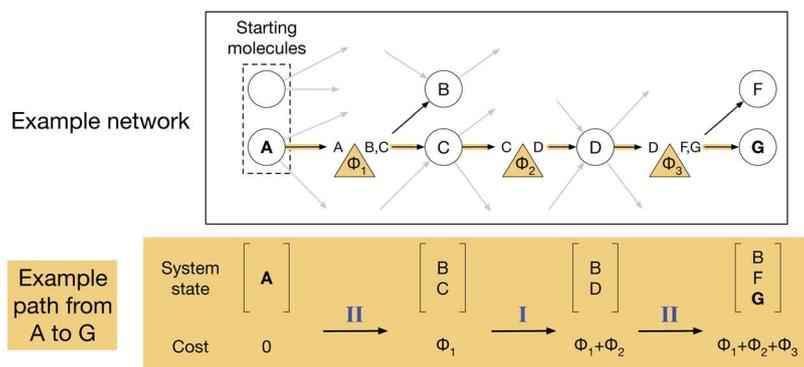 Starting
molecules
B
F
Example network
A
A B,C
C
C D
D
D F,G
G
Φ1
Φ2
Φ3
Example
path from
A to G
System
state
A
B
C
B
D
B
F
G
II
I
II
Cost
0
Φ1
Φ1+Φ2
Φ1+Φ2+Φ3